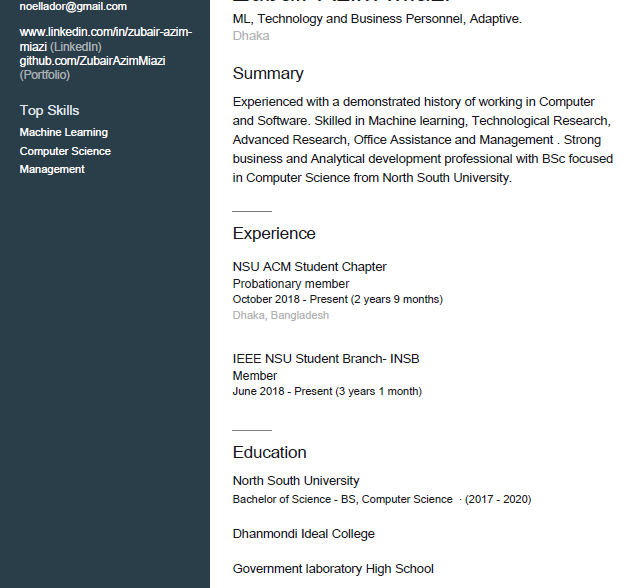 noellador@gmail.com
www.linkedin.com/in/zubair-azim-
miazi (LinkedIn)
github.com/ZubairAzimMiazi
(Portfolio)
Top Skills
Machine Learning
Computer Science
Management
ML, Technology and Business Personnel, Adaptive.
Dhaka
Summary
Experienced with a demonstrated history of working in Computer
and Software. Skilled in Machine learning, Technological Research,
Advanced Research, Office Assistance and Management . Strong
business and Analytical development professional with BSc focused
in Computer Science from North South University.
Experience
NSU ACM Student Chapter
Probationary member
October 2018 - Present (2 years 9 months)
Dhaka, Bangladesh
IEEE NSU Student Branch- INSB
Member
June 2018 - Present (3 years 1 month)
Education
North South University
Bachelor of Science - BS, Computer Science · (2017 - 2020)
Dhanmondi Ideal College
Government laboratory High School